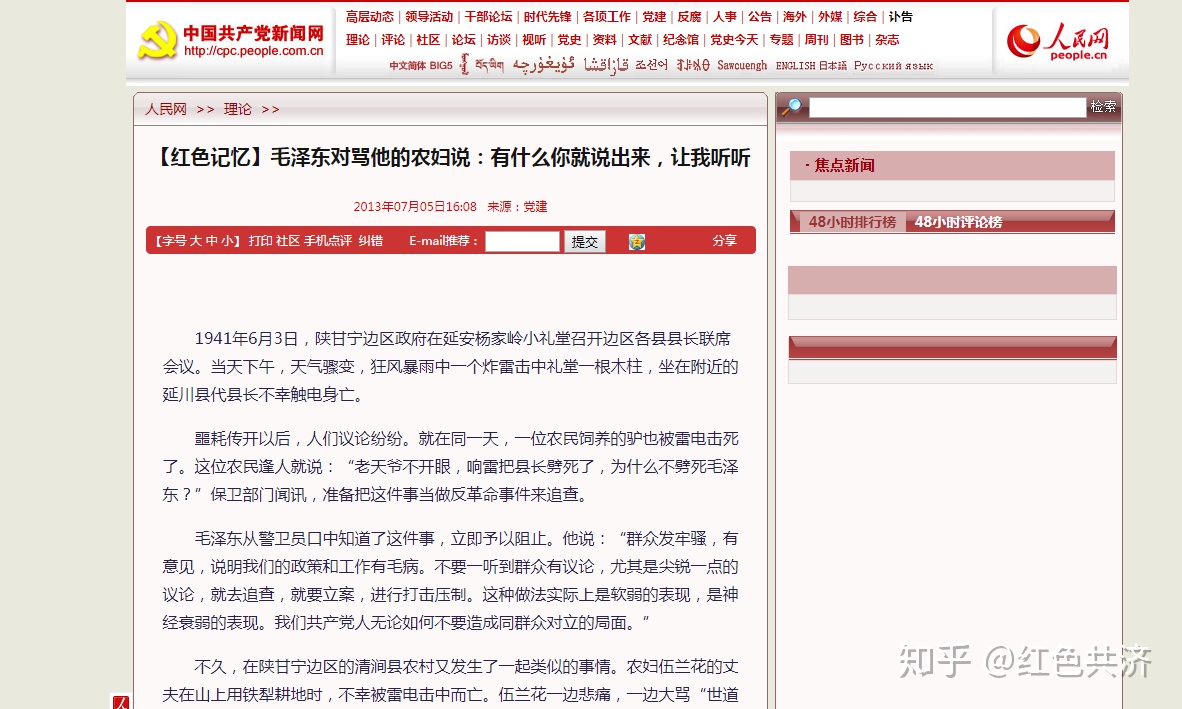 中国共产党新闻网
http://cpc.people.com.cn
高层动态|领导活动|干部论坛|时代先锋|各项工作|党建|反腐|人事|公告|海外|外媒|综合|讣告
理论|评论|社区|论坛|访谈|视听|党史|资料|文献|纪念馆|党史今天|专题|周刊|图书|杂志
中文简体 BIG5 Sawcuengh ENGLISH 日本語 Русский язык
人民网
people.cn
人民网 >> 理论 >>
检索
【红色记忆】毛泽东对骂他的农妇说：有什么你就说出来，让我听听
2013年07月05日16:08 来源：党建
【字号 大 中 小】 打印 社区 手机点评 纠错 E-mail推荐： 提交 分享
· 焦点新闻
48小时排行榜 48小时评论榜
1941年6月3日，陕甘宁边区政府在延安杨家岭小礼堂召开边区各县县长联席
会议。当天下午，天气骤变，狂风暴雨中一个炸雷击中礼堂一根木柱，坐在附近的
延川县代县长不幸触电身亡。
噩耗传开以后，人们议论纷纷。就在同一天，一位农民饲养的驴也被雷电击死
了。这位农民逢人就说：“老天爷不开眼，响雷把县长劈死了，为什么不劈死毛泽
东？”保卫部门闻讯，准备把这件事当做反革命事件来追查。
毛泽东从警卫员口中知道了这件事，立即予以阻止。他说：“群众发牢骚，有
意见，说明我们的政策和工作有毛病。不要一听到群众有议论，尤其是尖锐一点的
议论，就去追查，就要立案，进行打击压制。这种做法实际上是软弱的表现，是神
经衰弱的表现。我们共产党人无论如何不要造成同群众对立的局面。”
不久，在陕甘宁边区的清涧县农村又发生了一起类似的事情。农妇伍兰花的丈
夫在山上用铁犁耕地时，不幸被雷电击中而亡。伍兰花一边悲痛，一边大骂“世道
知乎 @红色共济